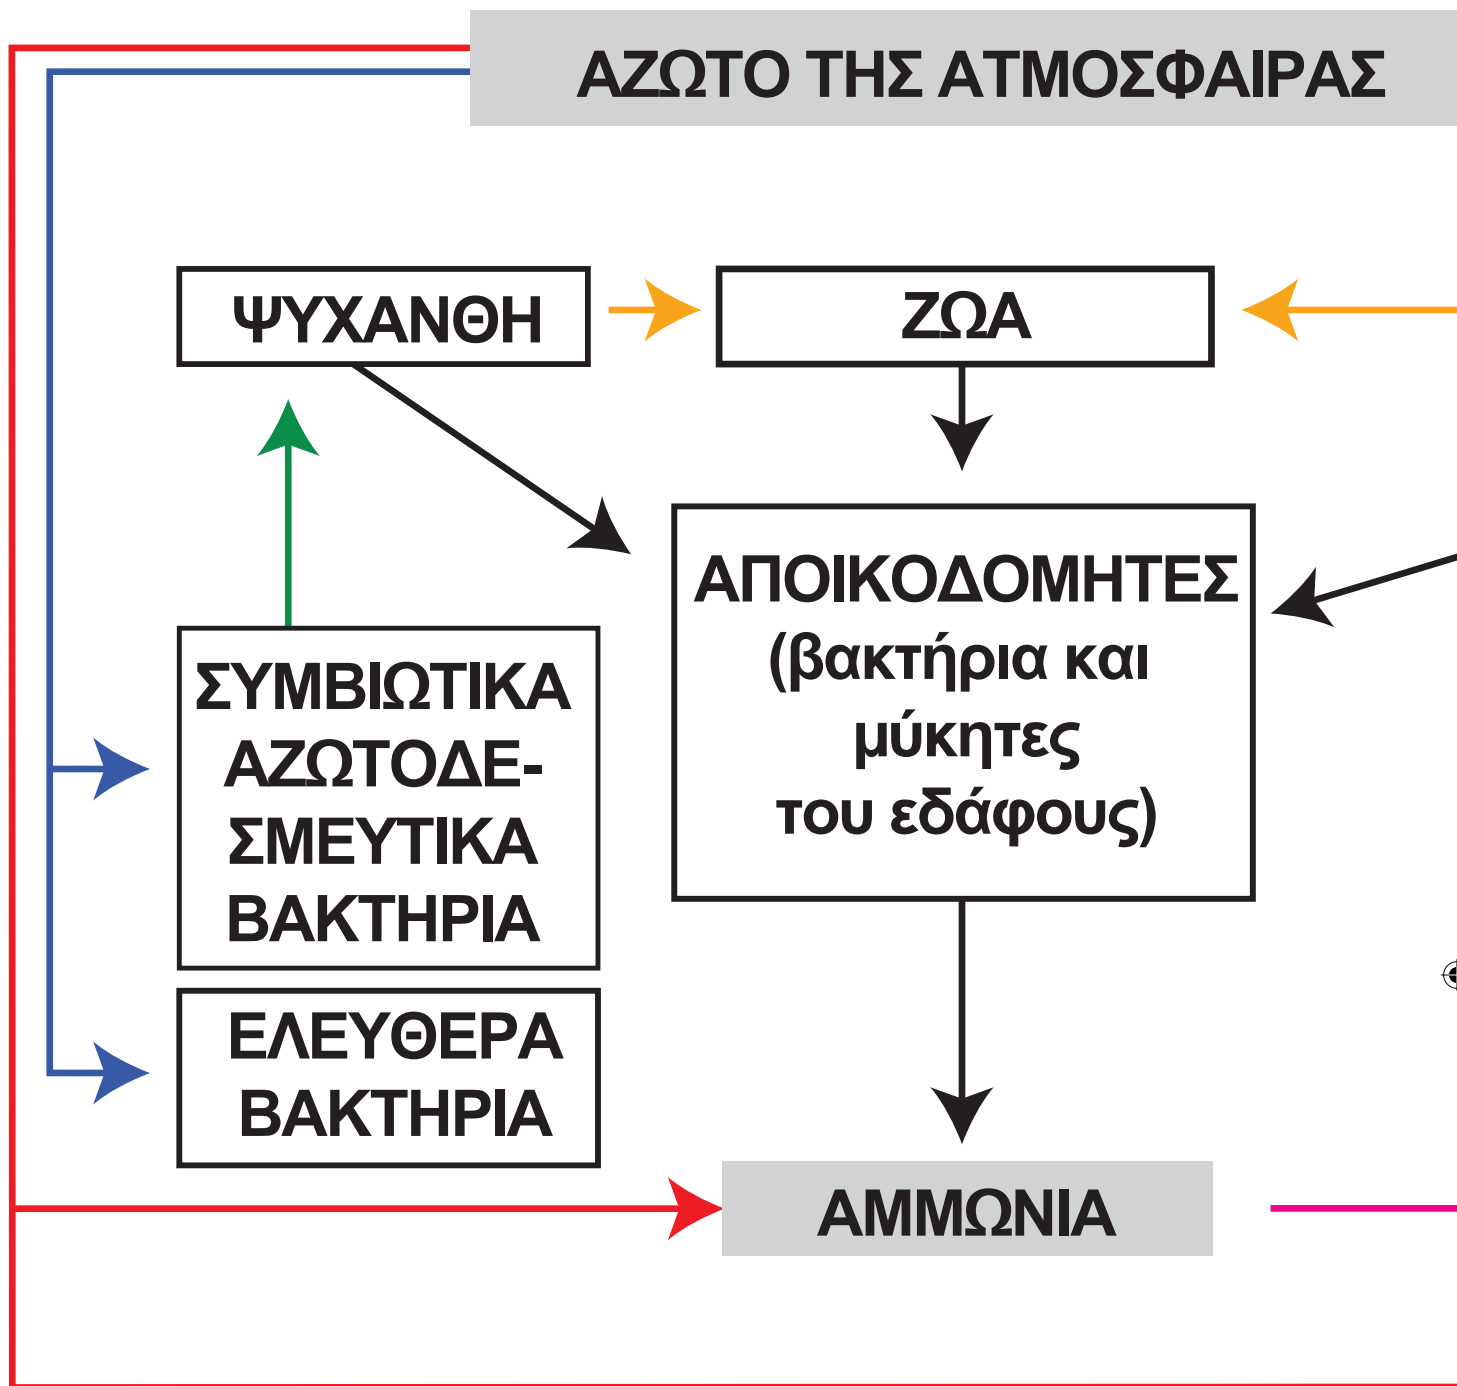 ΑΖΩΤΟ ΤΗΣ ΑΤΜΟΣΦΑΙΡΑΣ
ΨΥΧΑΝΘΗ
ΖΩΑ
ΑΠΟΙΚΟΔΟΜΗΤΕΣ
(βακτήρια και
μύκητες
του εδάφους)
ΣΥΜΒΙΩΤΙΚΑ
ΑΖΩΤΟΔΕ-
ΣΜΕΥΤΙΚΑ
ΒΑΚΤΗΡΙΑ
ΕΛΕΥΘΕΡΑ
ΒΑΚΤΗΡΙΑ
ΑΜΜΩΝΙΑ